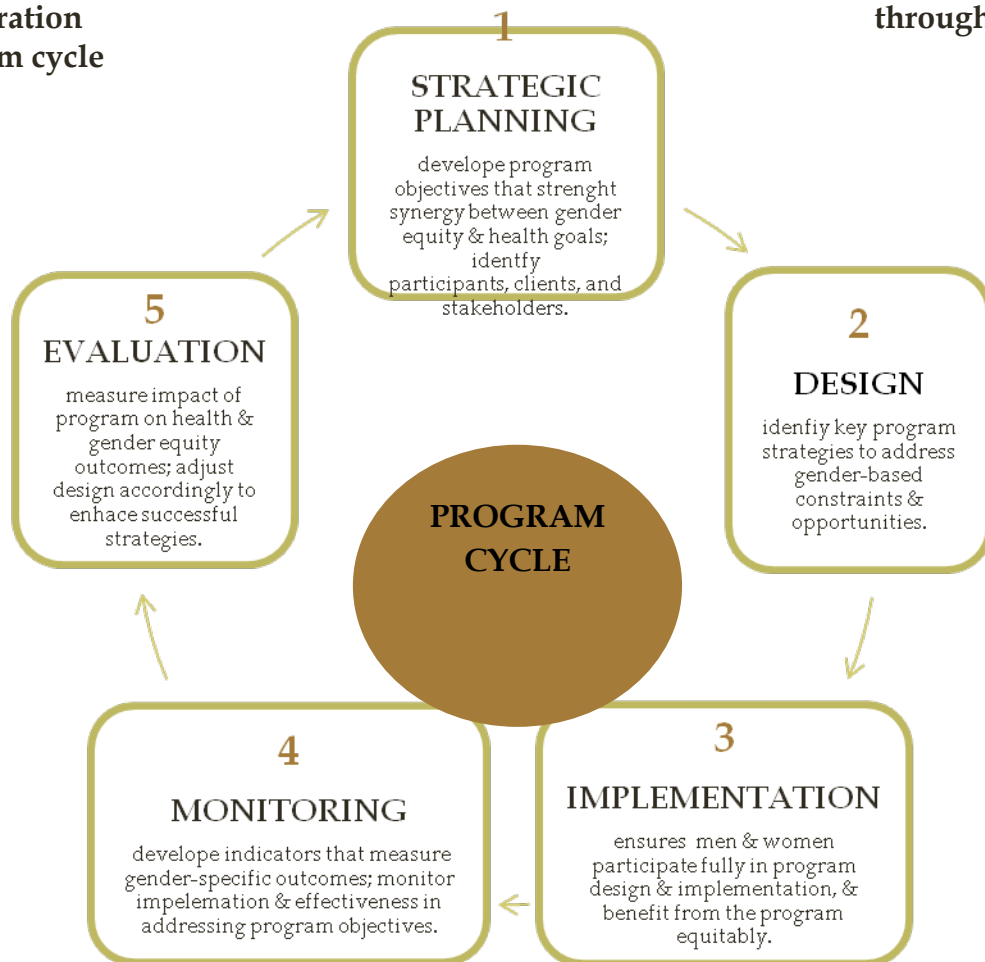 ration
m cycle
through
1
STRATEGIC
PLANNING
develope program
objectives that strenght
synergy between gender
equity & health goals;
identfy
participants, clients, and
stakeholders.
2
DESIGN
idenfiy key program
strategies to address
gender-based
constraints &
opportunities.
3
IMPLEMENTATION
ensures men & women
participate fully in program
design & implementation, &
benefit from the program
equitably.
4
MONITORING
develope indicators that measure
gender-specific outcomes; monitor
impelemation & effectiveness in
addressing program objectives.
5
EVALUATION
measure impact of
program on health &
gender equity
outcomes; adjust
design accordingly to
enhace successful
strategies.
PROGRAM
CYCLE